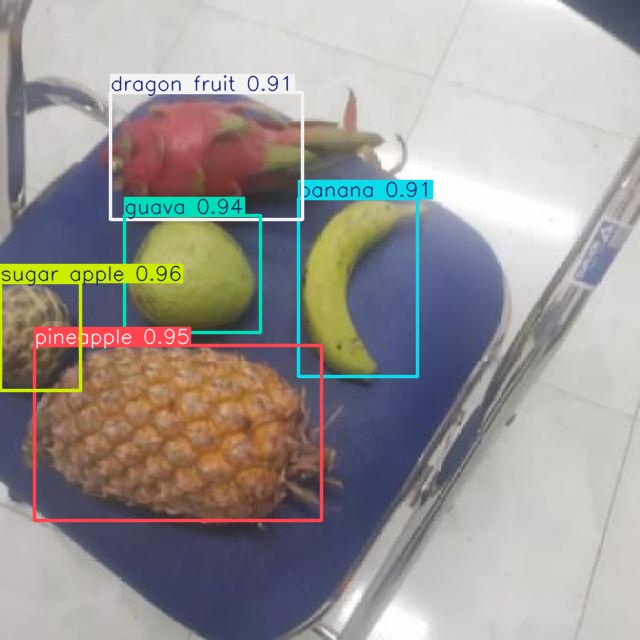 dragon fruit 0.91
banana 0.91
guava 0.94
sugar apple 0.96
pineapple 0.95